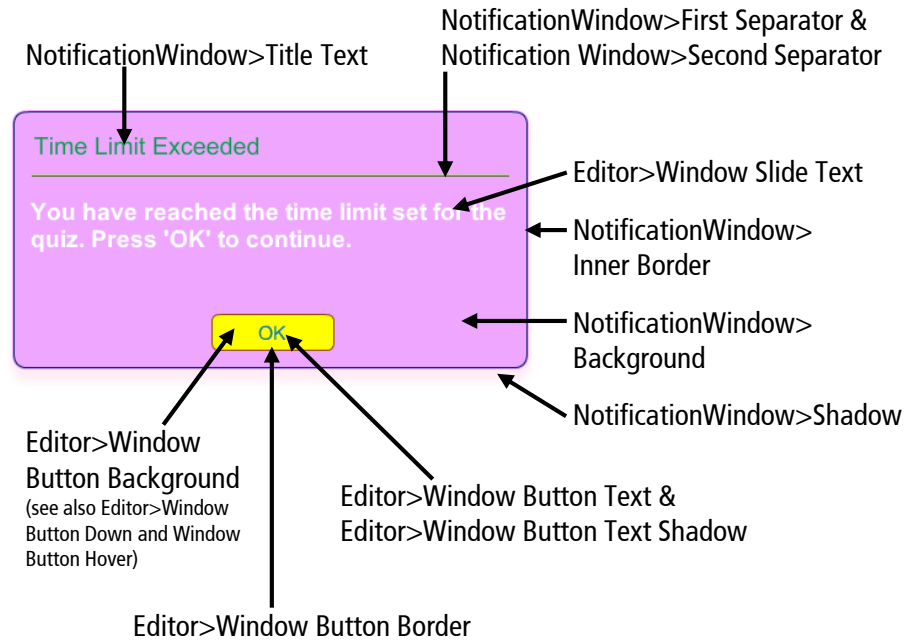 NotificationWindow>First Separator &
Notification Window>Second Separator
NotificationWindow>Title Text
Time Limit Exceeded
Editor>Window Slide Text
You have reached the time limit set for the
quiz. Press 'OK' to continue.
NotificationWindow>
Inner Border
NotificationWindow>
Background
OK
NotificationWindow>Shadow
Editor>Window
Button Background
(see also Editor>Window
Button Down and Window
Button Hover)
Editor>Window Button Text &
Editor>Window Button Text Shadow
Editor>Window Button Border